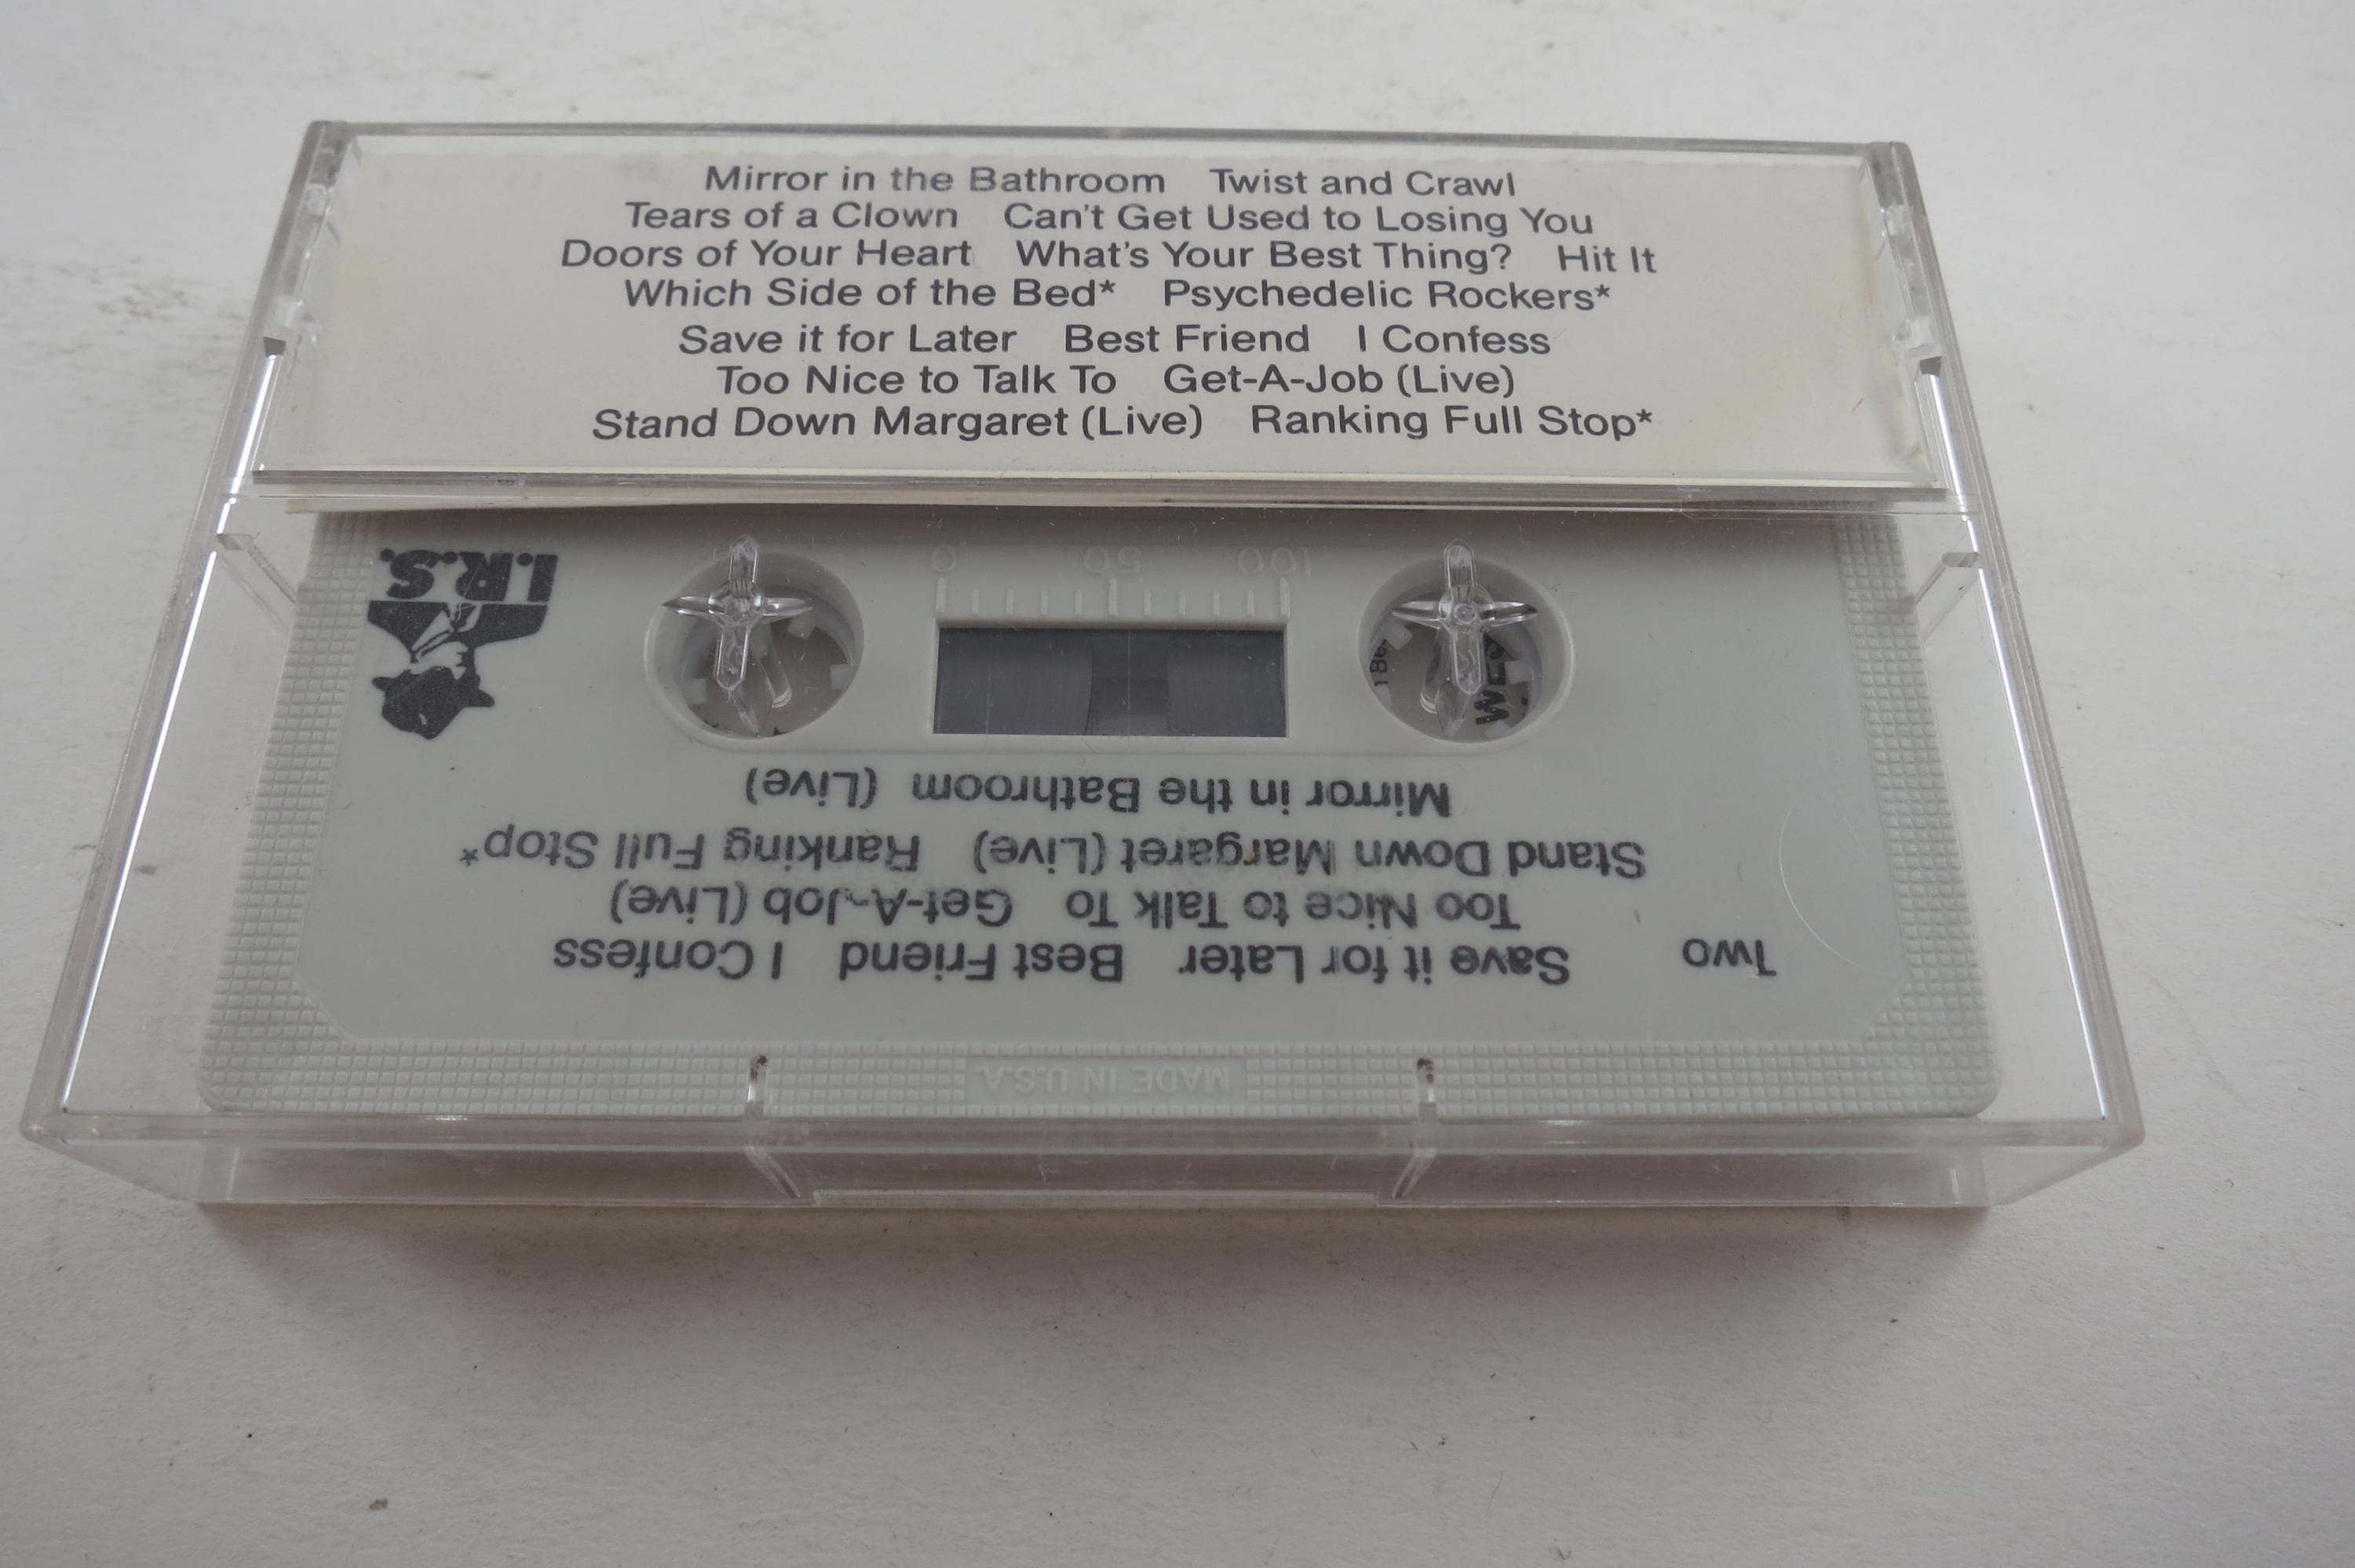 Mirror in the Bathroom Twist and Crawl
Tears of a Clown Can't Get Used to Losing You
Doors of Your Heart What's Your Best Thing? Hit It
Which Side of the Bed* Psychedelic Rockers*
Save it for Later Best Friend I Confess
Too Nice to Talk To Get-A-Job (Live)
Stand Down Margaret (Live) Ranking Full Stop*
Two Save it for Later Best Friend I Confess
Too Nice to Talk To Get-A-Job (Live)
Stand Down Margaret (Live) Ranking Full Stop*
Mirror in the Bathroom (Live)
I.R.S.
0 50 100
MADE IN U.S.A.